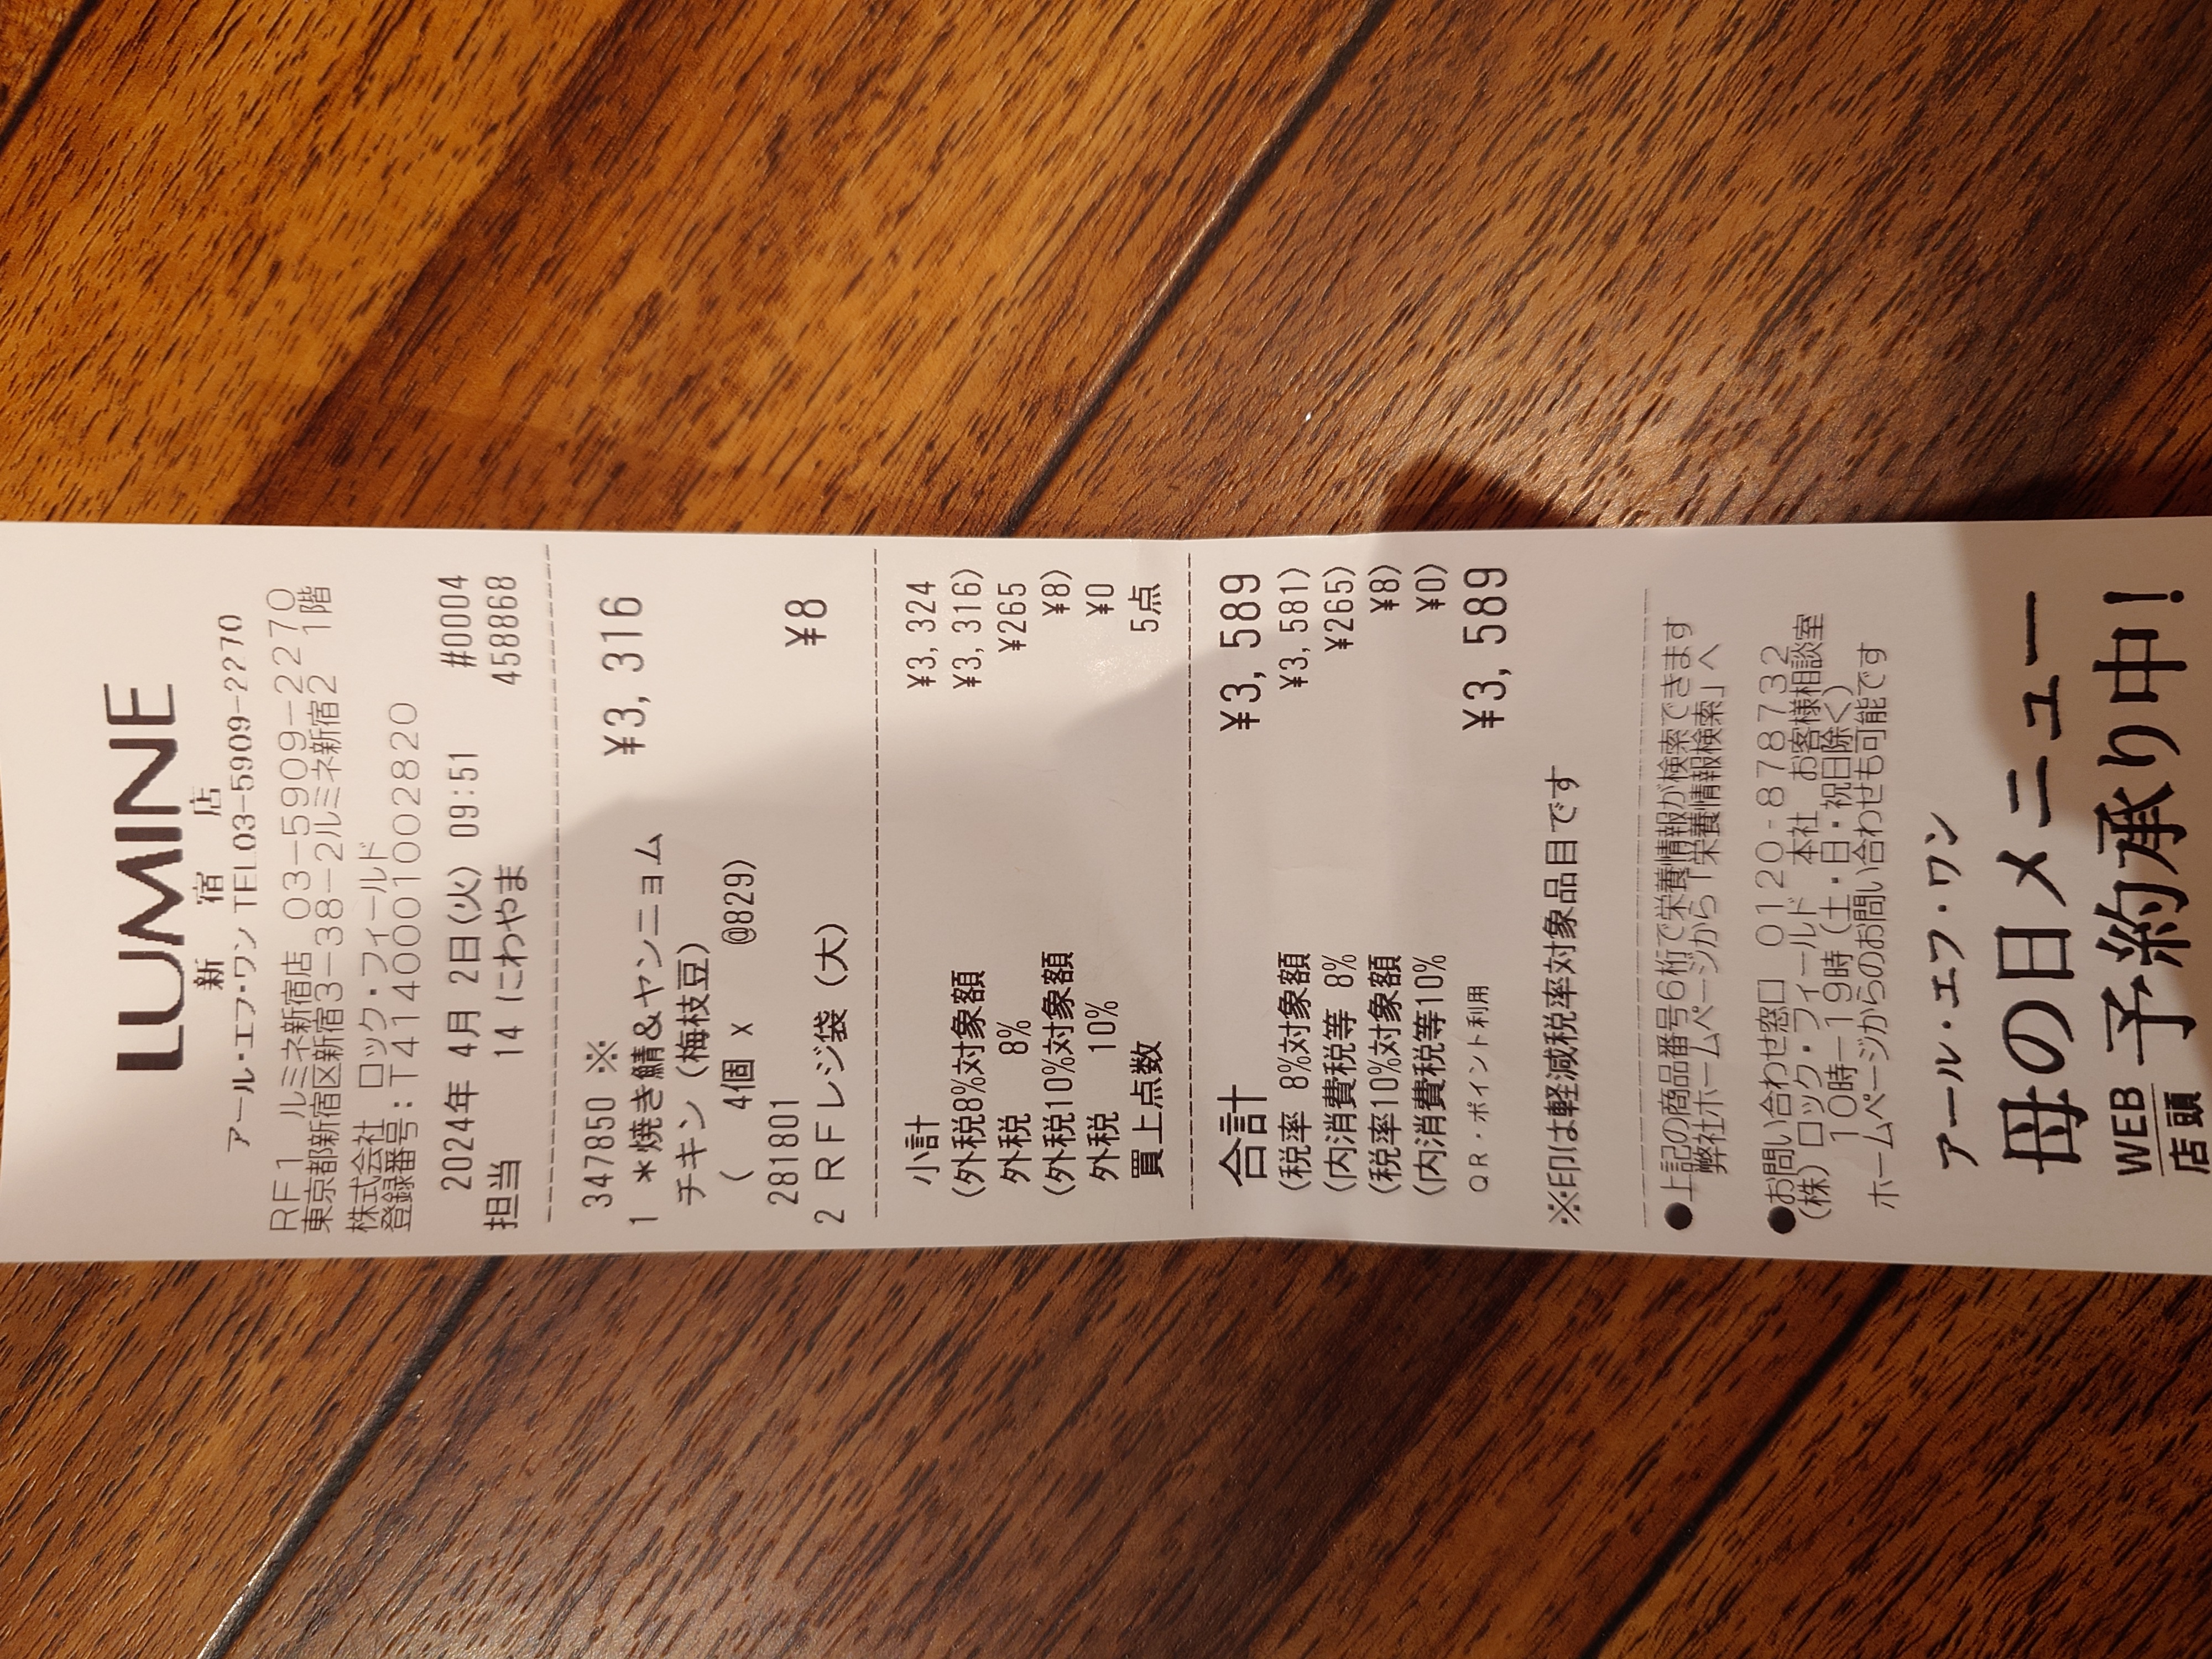 LUMINE
新 宿 店
アール・エフ・ワン TEL03-5909-2270
RF1 ルミネ新宿店 03-5909-2270
東京都新宿区新宿3-38-2ルミネ新宿2 1階
株式会社 ロック・フィールド
登録番号:T4140001002820
2024年 4月 2日(火) 09:51 #0004
担当 14 にわやま 458868
347850 ※
1 *焼き鯖&ヤンニョム ¥3,316
チキン(梅枝豆)
( 4個 x @829)
281801
2 RFレジ袋(大) ¥8
小計 ¥3,324
(外税8%対象額 ¥3,316)
外税 8% ¥265
(外税10%対象額 ¥8)
外税 10% ¥0
買上点数 5点
合計 ¥3,589
(税率 8%対象額 ¥3,581)
(内消費税等 8% ¥265)
(税率10%対象額 ¥8)
(内消費税等10% ¥0)
QR・ポイント利用 ¥3,589
※印は軽減税率対象品目です
●上記の商品番号6桁で栄養情報が検索できます
弊社ホームページから「栄養情報検索」へ
●お問い合わせ窓口 0120-878732
(株)ロック・フィールド 本社 お客様相談室
10時-19時(土・日・祝日除く)
ホームページからのお問い合わせも可能です
アール・エフ・ワン
母の日メニュー
WEB
店頭 予約承り中!